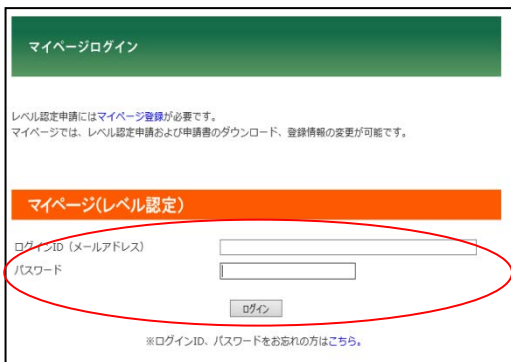 マイページログイン
レベル認定申請にはマイページ登録が必要です。
マイページでは、レベル認定申請および申請書のダウンロード、登録情報の変更が可能です。
マイページ(レベル認定)
ログインID（メールアドレス）
パスワード
ログイン
※ログインID、パスワードをお忘れの方はこちら。